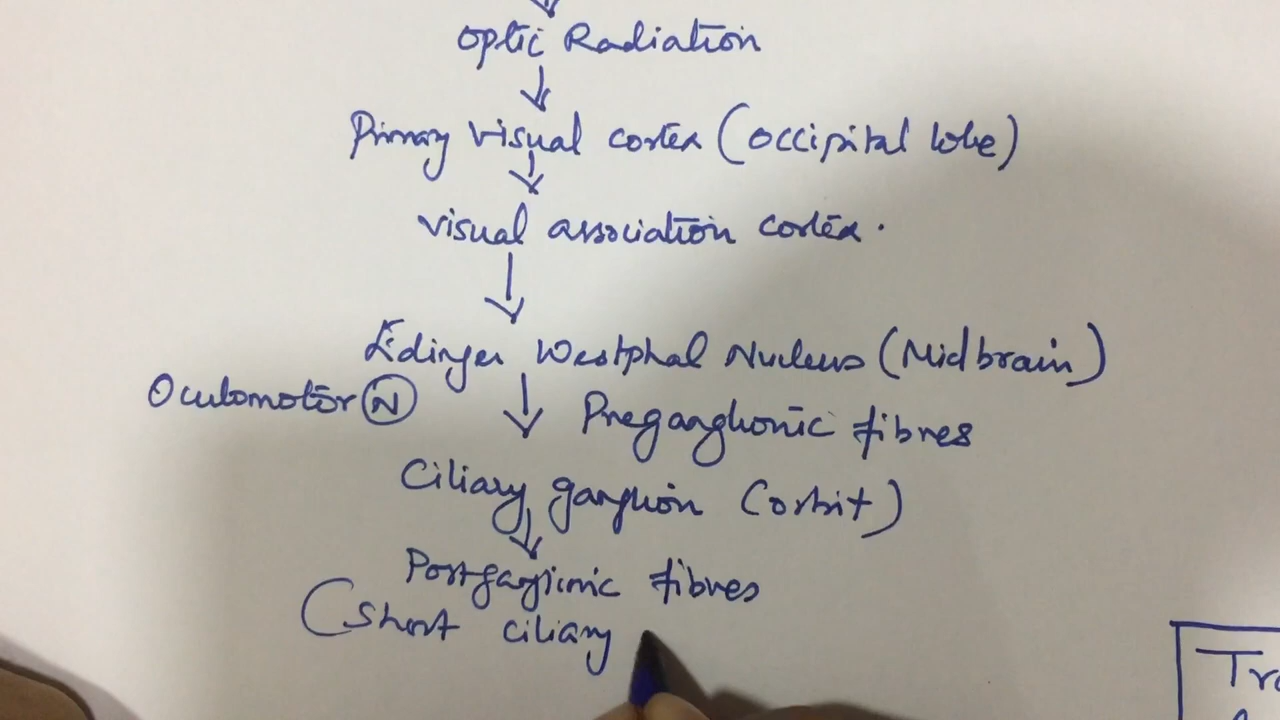 Optic Radiation
Primary Visual cortex (Occipital lobe)
Visual association cortex.
Edinger Westphal Nucleus (Midbrain)
Oculomotor N
Preganglionic fibres
Ciliary ganglion (orbit)
Postganglionic fibres
(Short ciliary